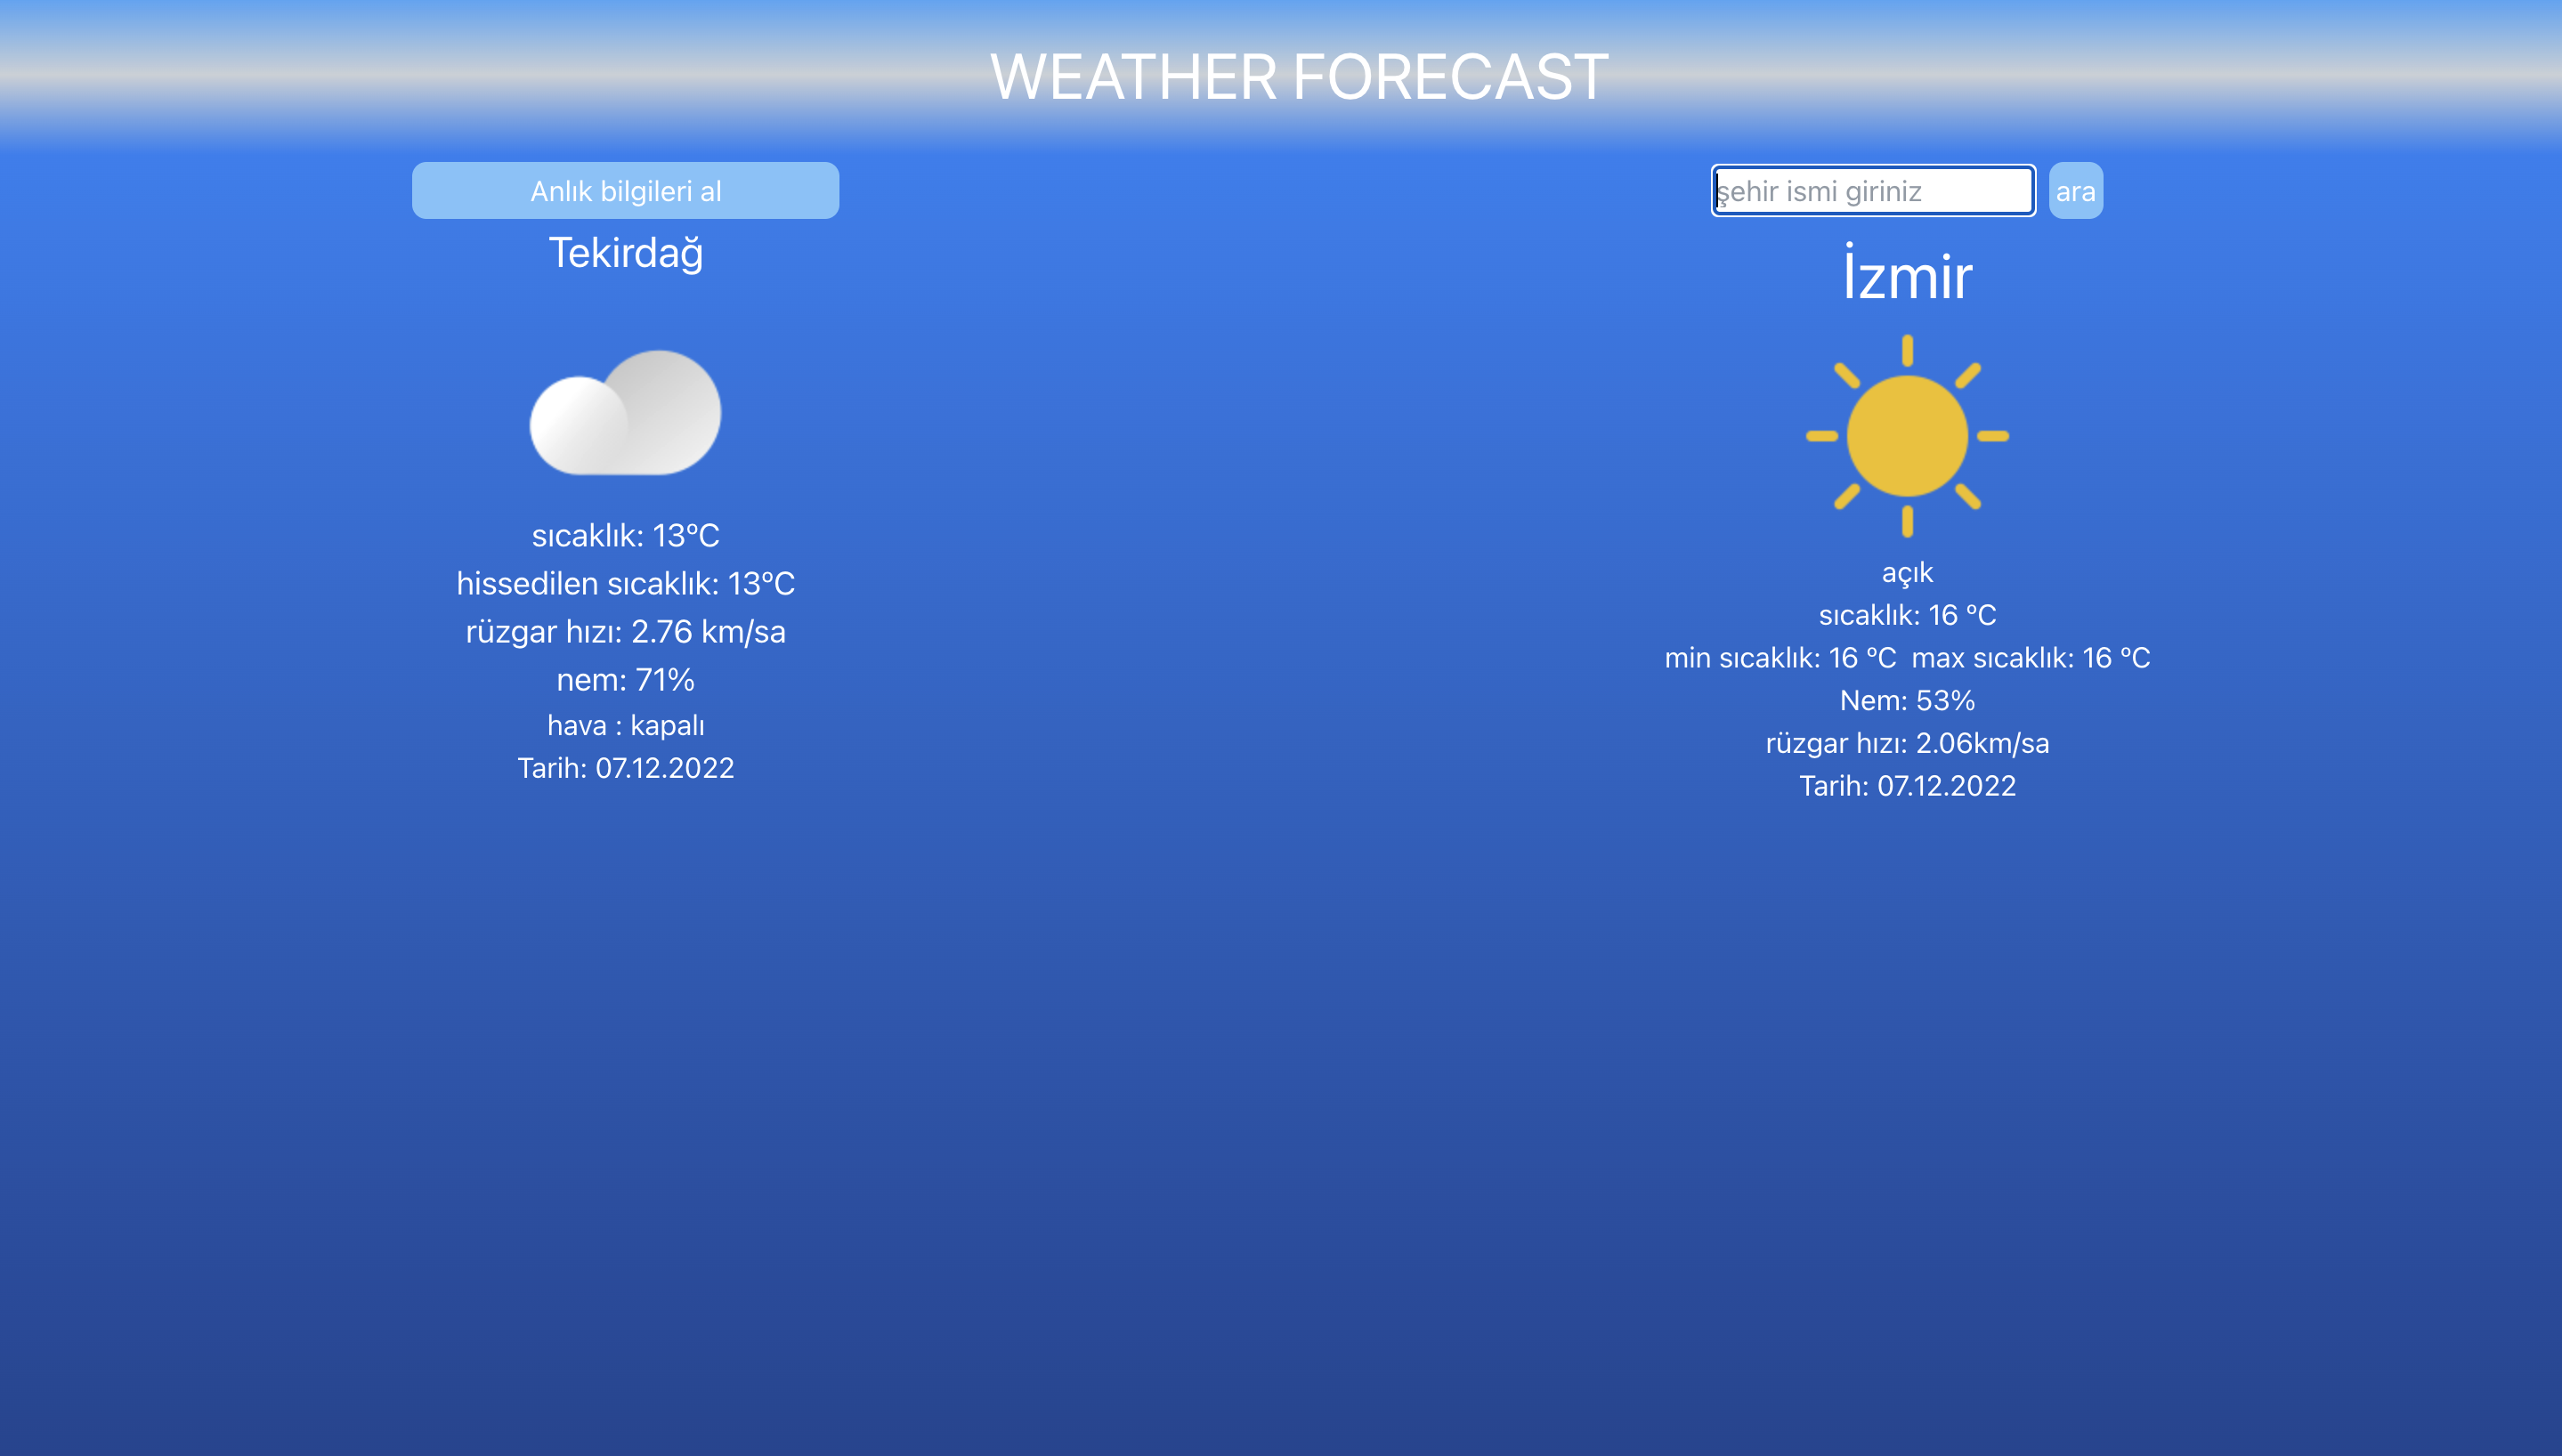 WEATHER FORECAST
Anlık bilgileri al
Tekirdağ
sıcaklık: 13°C
hissedilen sıcaklık: 13°C
rüzgar hızı: 2.76 km/sa
nem: 71%
hava : kapalı
Tarih: 07.12.2022
şehir ismi giriniz
ara
İzmir
açık
sıcaklık: 16 °C
min sıcaklık: 16 °C max sıcaklık: 16 °C
Nem: 53%
rüzgar hızı: 2.06km/sa
Tarih: 07.12.2022